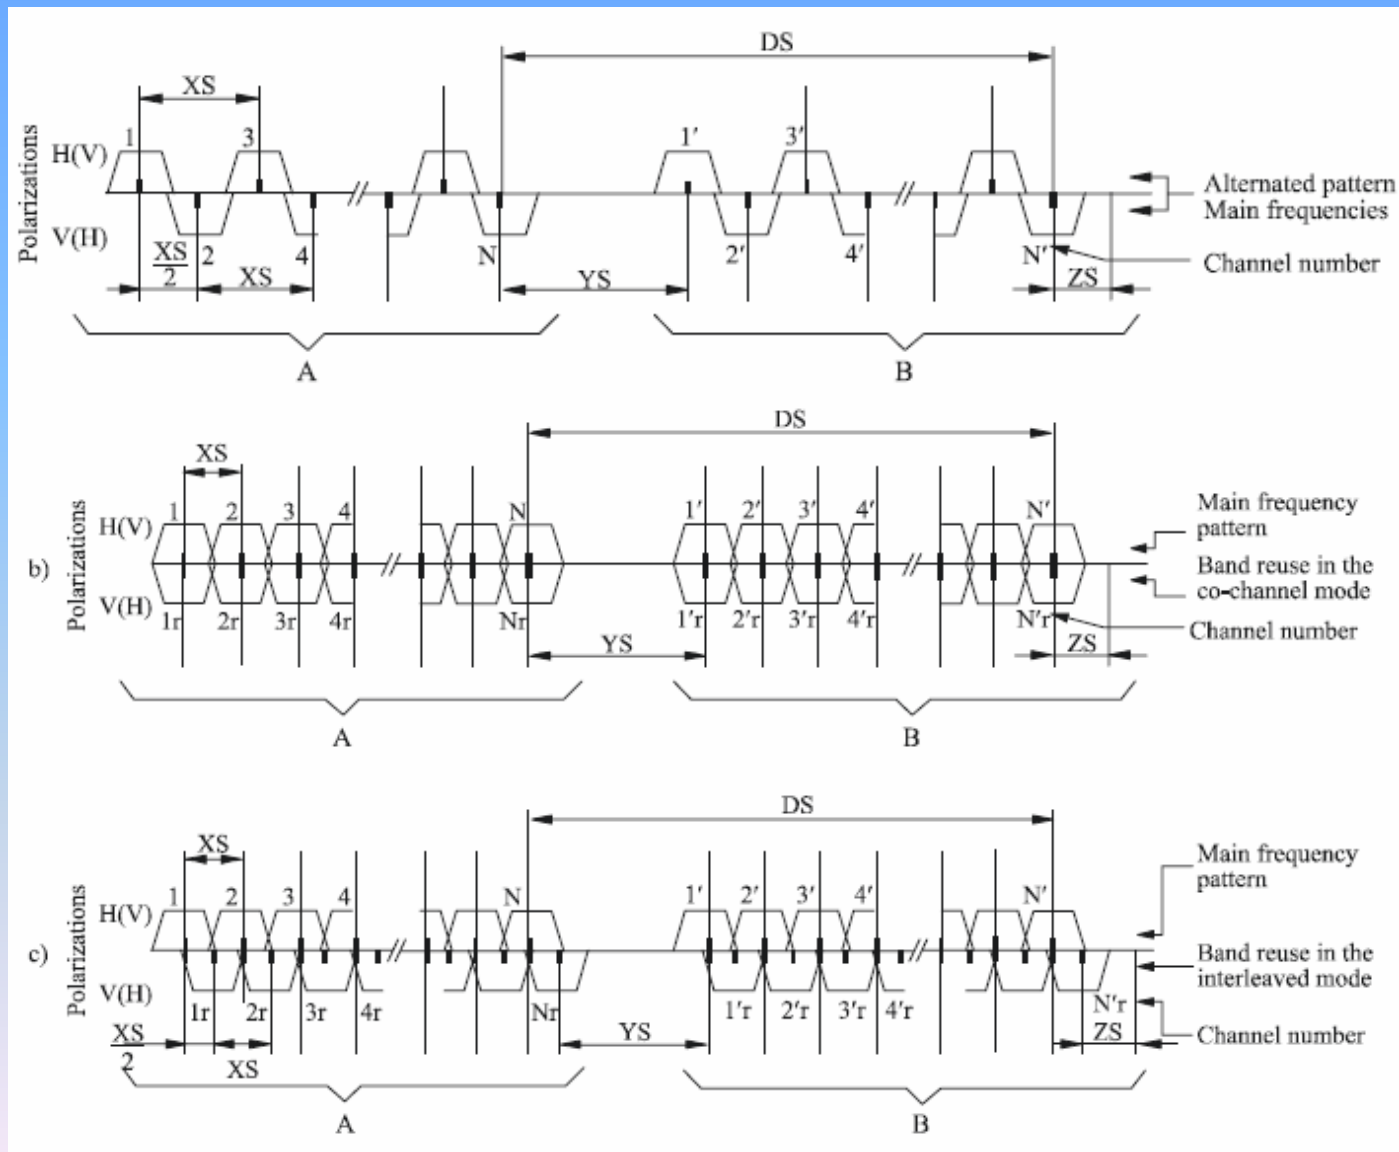 DS
XS
Polarizations
H(V)
1
3
1′
3′
Alternated pattern
Main frequencies
V(H)
XS
2
2
4
N
2′
4′
N′
Channel number
XS
YS
ZS
A
B
DS
XS
b)
Polarizations
H(V)
1
2
3
4
N
1′
2′
3′
4′
N′
Main frequency
pattern
Band reuse in the
co-channel mode
V(H)
1r
2r
3r
4r
Nr
1′r
2′r
3′r
4′r
N′r
Channel number
YS
ZS
A
B
DS
XS
c)
Polarizations
H(V)
1
2
3
4
N
1′
2′
3′
4′
N′
Main frequency
pattern
Band reuse in the
interleaved mode
V(H)
1r
2r
3r
4r
Nr
1′r
2′r
3′r
4′r
N′r
XS
2
XS
YS
ZS
Channel number
A
B